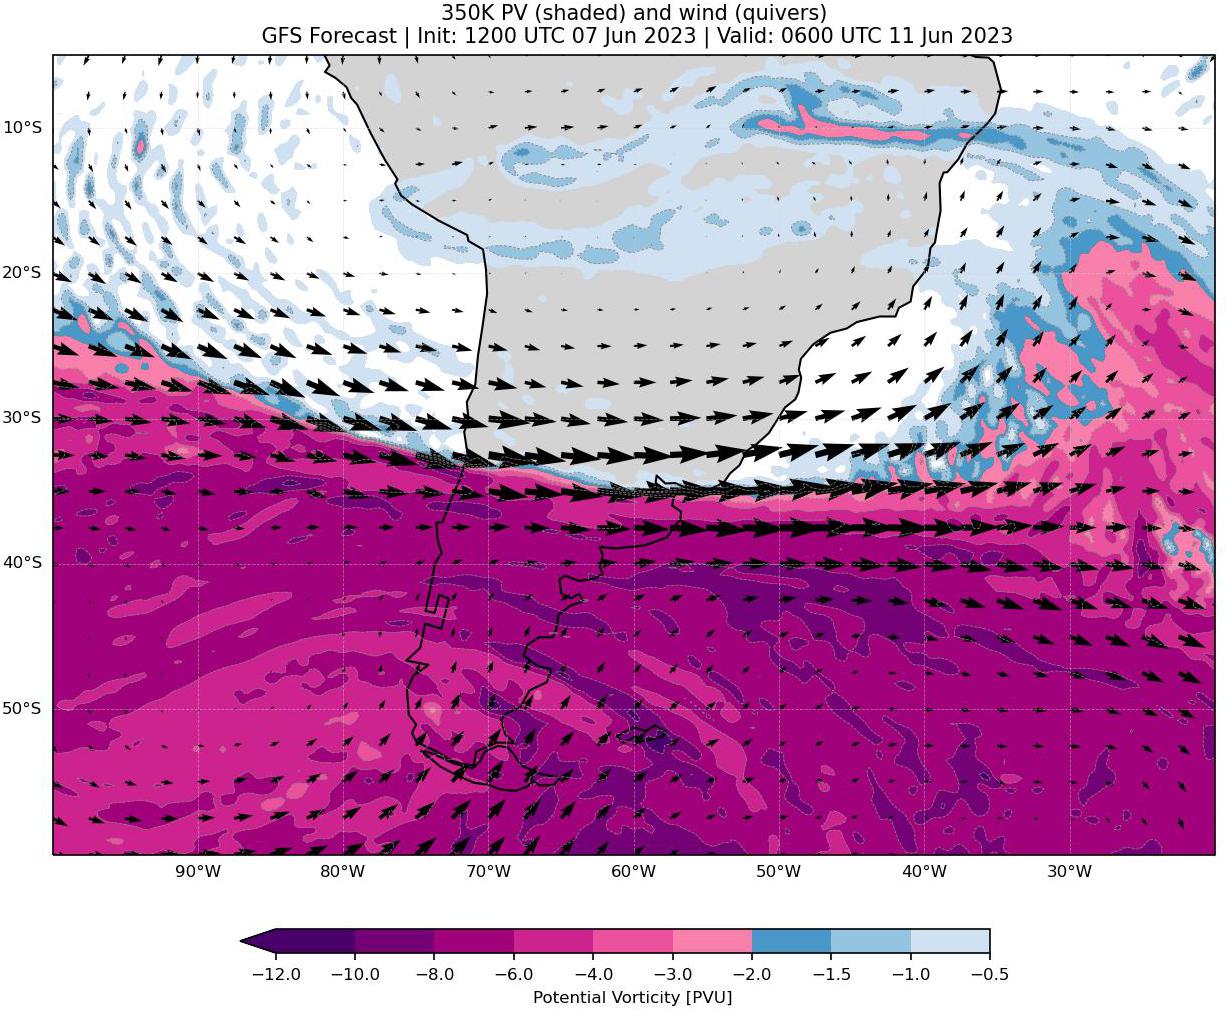 350K PV (shaded) and wind (quivers)
GFS Forecast | Init: 1200 UTC 07 Jun 2023 | Valid: 0600 UTC 11 Jun 2023
10°S
20°S
30°S
40°S
50°S
90°W 80°W 70°W 60°W 50°W 40°W 30°W
−12.0 −10.0 −8.0 −6.0 −4.0 −3.0 −2.0 −1.5 −1.0 −0.5
Potential Vorticity [PVU]